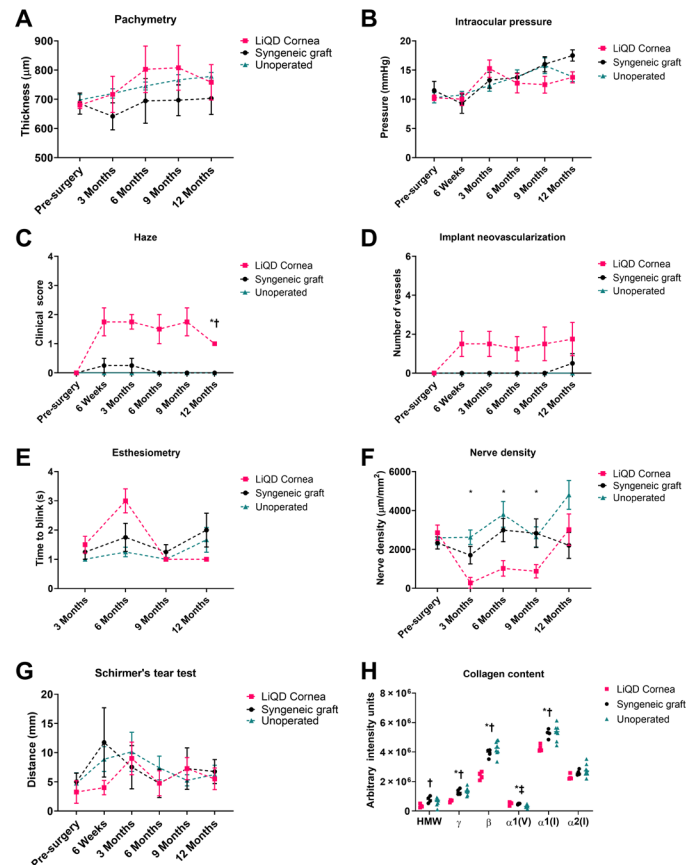 A
Pachymetry
Thickness (μm)
900
800
700
600
500
Pre-surgery
3 Months
6 Months
9 Months
12 Months
LiQD Cornea
Syngeneic graft
Unoperated
B
Intraocular pressure
Pressure (mmHg)
20
15
10
5
0
Pre-surgery
6 Weeks
3 Months
6 Months
9 Months
12 Months
LiQD Cornea
Syngeneic graft
Unoperated
C
Haze
Clinical score
4
3
2
1
0
*†
Pre-surgery
6 Weeks
3 Months
6 Months
9 Months
12 Months
LiQD Cornea
Syngeneic graft
Unoperated
D
Implant neovascularization
Number of vessels
6
4
2
0
Pre-surgery
6 Weeks
3 Months
6 Months
9 Months
12 Months
LiQD Cornea
Syngeneic graft
Unoperated
E
Esthesiometry
Time to blink (s)
4
3
2
1
0
3 Months
6 Months
9 Months
12 Months
LiQD Cornea
Syngeneic graft
Unoperated
F
Nerve density
Nerve density (μm/mm²)
6000
4000
2000
0
* * *
Pre-surgery
3 Months
6 Months
9 Months
12 Months
LiQD Cornea
Syngeneic graft
Unoperated
G
Schirmer's tear test
Distance (mm)
20
15
10
5
0
Pre-surgery
6 Weeks
3 Months
6 Months
9 Months
12 Months
LiQD Cornea
Syngeneic graft
Unoperated
H
Collagen content
Arbitrary intensity units
8 × 10⁶
6 × 10⁶
4 × 10⁶
2 × 10⁶
0
† *† *† *‡ *†
HMW γ β α1(V) α1(I) α2(I)
LiQD Cornea
Syngeneic graft
Unoperated